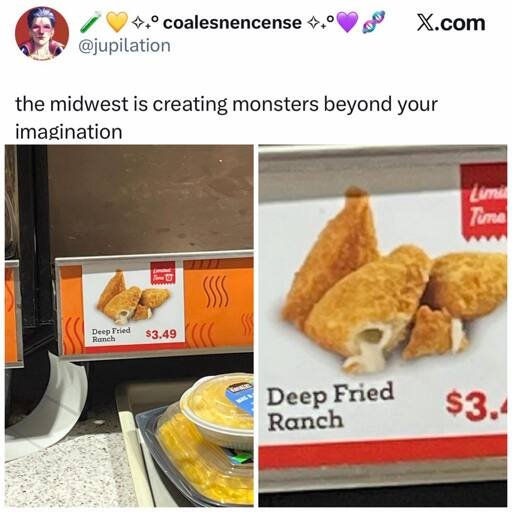 🧪💛✧₊° coalesnencense ✧₊°💜🧬
X.com
@jupilation
the midwest is creating monsters beyond your
imagination
Limited
Time
Deep Fried
Ranch
$3.49
Limi
Time
Deep Fried
Ranch
$3.